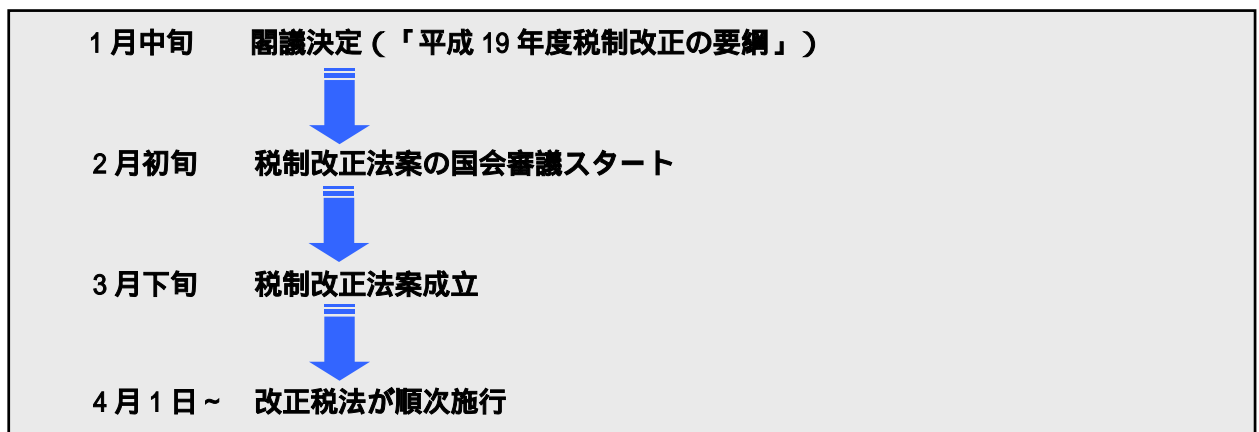 1月中旬　閣議決定（「平成19年度税制改正の要綱」）
2月初旬　税制改正法案の国会審議スタート
3月下旬　税制改正法案成立
4月1日~　改正税法が順次施行